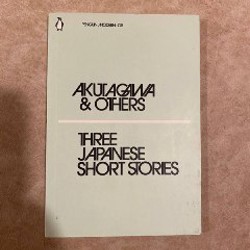 AKUTAGAWA
& OTHERS
THREE
JAPANESE
SHORT STORIES